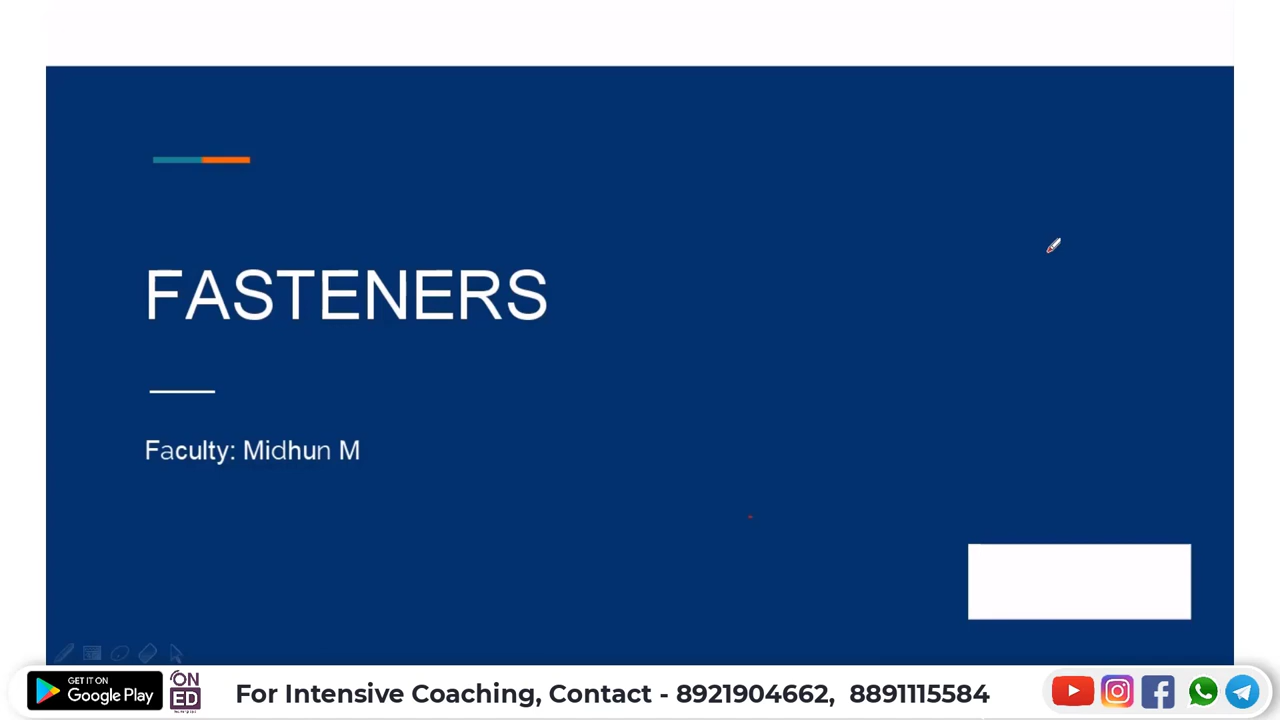 FASTENERS
Faculty: Midhun M
GET IT ON
Google Play
ON
ED
For Intensive Coaching, Contact - 8921904662, 8891115584